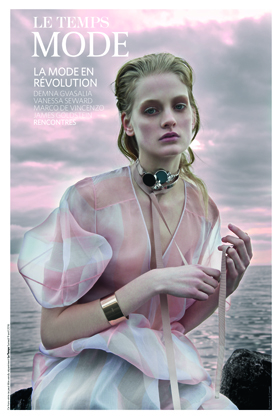 LE TEMPS
MODE
LA MODE EN
RÉVOLUTION
DEMNA GVASALIA
VANESSA SEWARD
MARCO DE VINCENZO
RENCONTRES